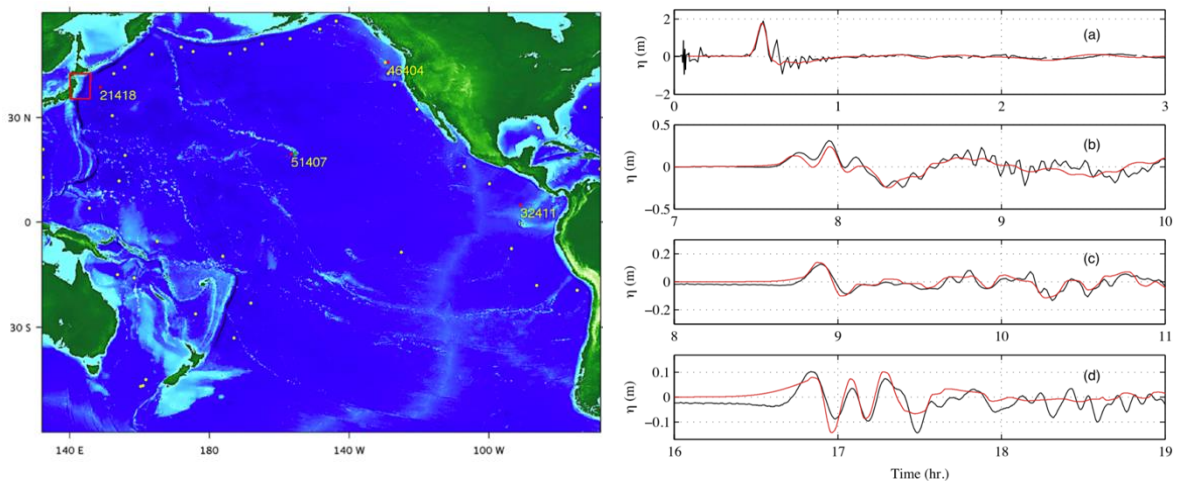 46404
21418
51407
32411
30 N
0
30 S
140 E
180
140 W
100 W
η (m)
2
0
−2
(a)
0
1
2
3
η (m)
0.5
0
−0.5
(b)
7
8
9
10
η (m)
0.2
0
−0.2
(c)
8
9
10
11
η (m)
0.1
0
−0.1
(d)
16
17
18
19
Time (hr.)